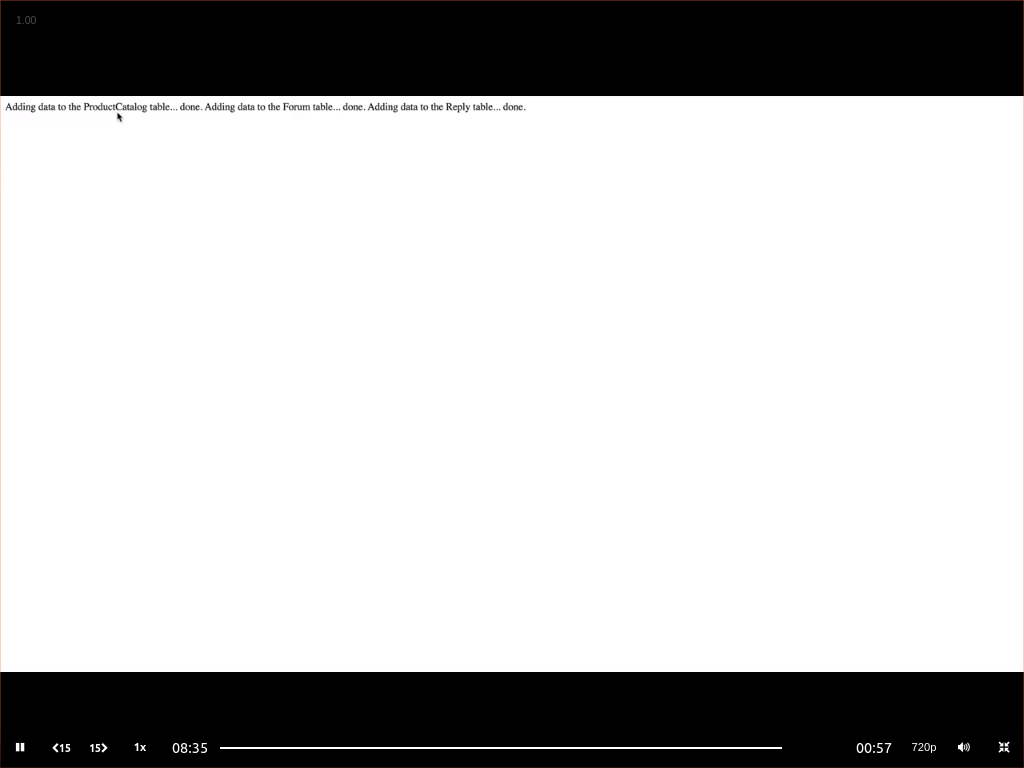 1.00
Adding data to the ProductCatalog table... done. Adding data to the Forum table... done. Adding data to the Reply table... done.
15 15 1x 08:35 00:57 720p